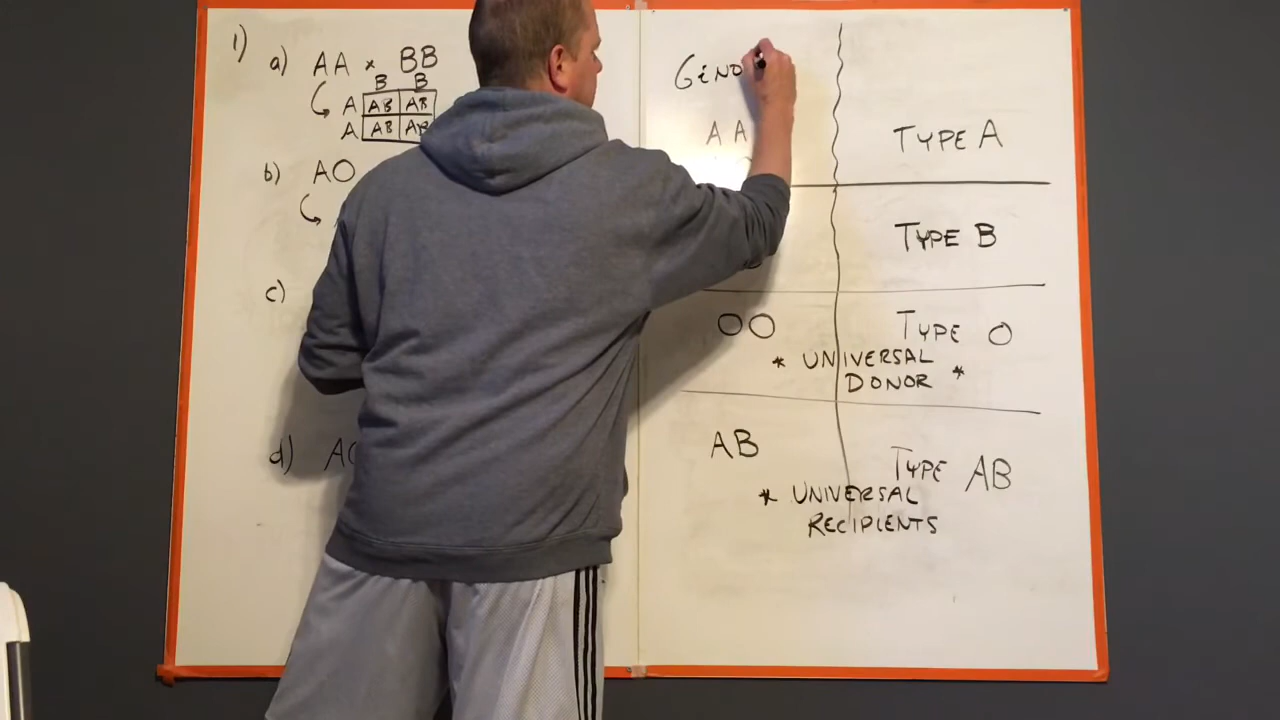 1)
a) AA x BB
B B
A AB AB
A AB AB
b) AO
c)
d)
GENO
AA TYPE A
TYPE B
OO TYPE O
* UNIVERSAL
DONOR *
AB TYPE AB
* UNIVERSAL
RECIPIENTS